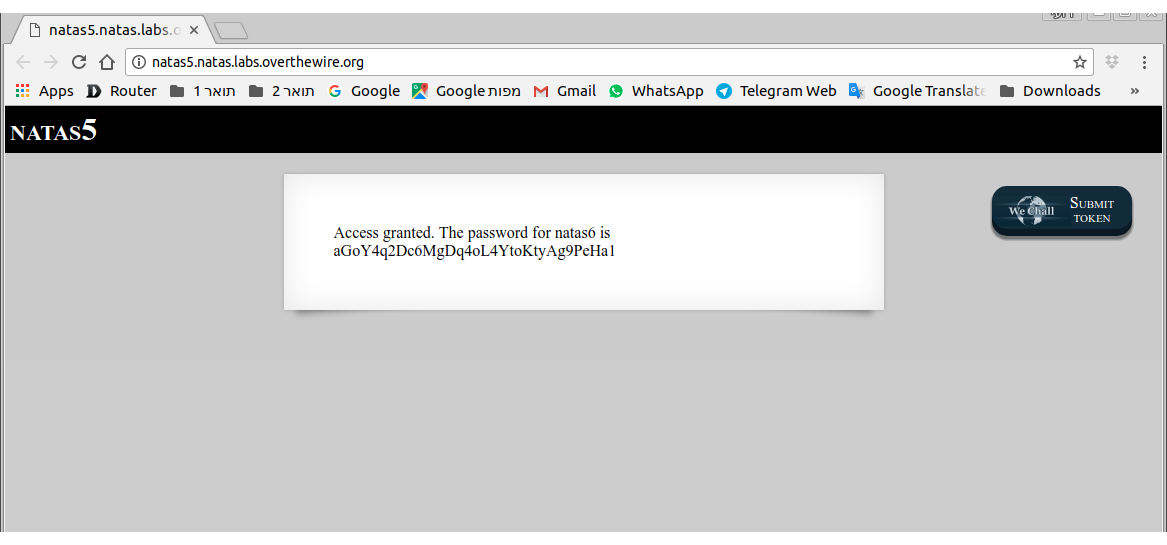 natas5.natas.labs.o
natas5.natas.labs.overthewire.org
Apps Router תואר 1 תואר 2 Google Google מפות Gmail WhatsApp Telegram Web Google Translate Downloads »
NATAS5
We Chall SUBMIT TOKEN
Access granted. The password for natas6 is
aGoY4q2Dc6MgDq4oL4YtoKtyAg9PeHa1